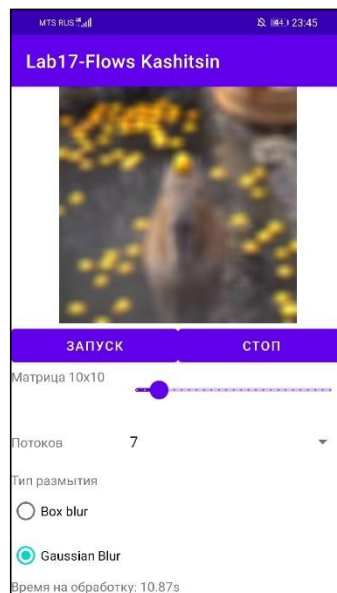 MTS RUS 23:45
Lab17-Flows Kashitsin
ЗАПУСК СТОП
Матрица 10x10
Потоков 7
Тип размытия
Box blur
Gaussian Blur
Время на обработку: 10.87s